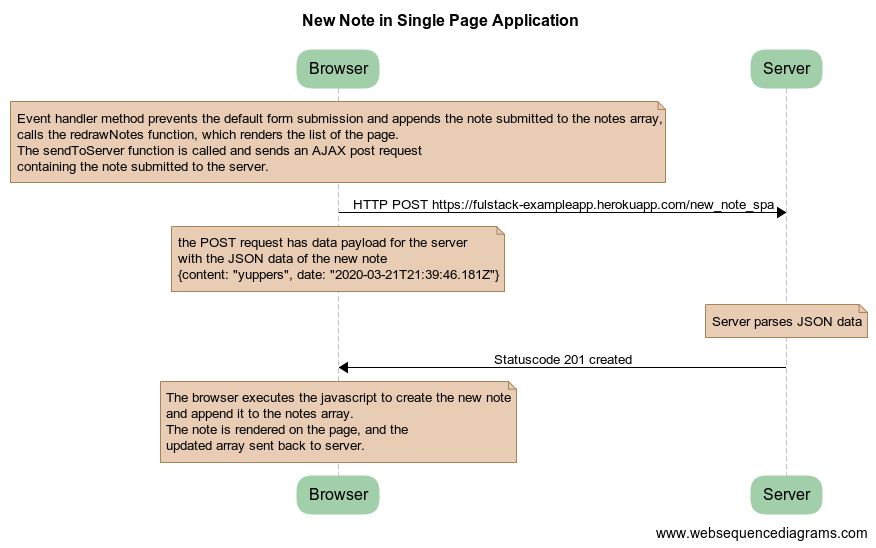 New Note in Single Page Application
Browser
Server
Event handler method prevents the default form submission and appends the note submitted to the notes array,
calls the redrawNotes function, which renders the list of the page.
The sendToServer function is called and sends an AJAX post request
containing the note submitted to the server.
HTTP POST https://fulstack-exampleapp.herokuapp.com/new_note_spa
the POST request has data payload for the server
with the JSON data of the new note
{content: "yuppers", date: "2020-03-21T21:39:46.181Z"}
Server parses JSON data
Statuscode 201 created
The browser executes the javascript to create the new note
and append it to the notes array.
The note is rendered on the page, and the
updated array sent back to server.
Browser
Server
www.websequencediagrams.com